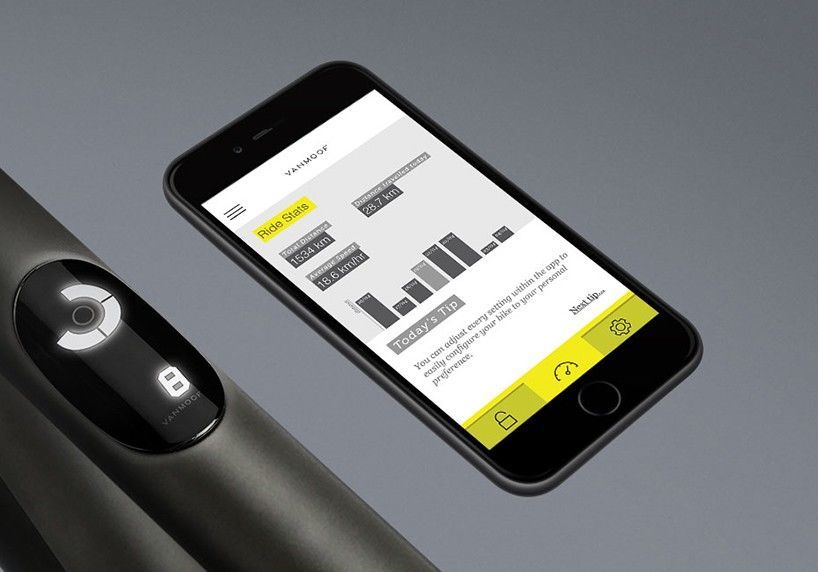 VANMOOF
Ride Stats
Distance travelled today
28.7 km
Total Distance
1534 km
Average Speed
18.6 km/hr
Today's Tip
You can adjust every setting within the app to
easily configure your bike to your personal
preference.
Next tip...
8
VANMOOF